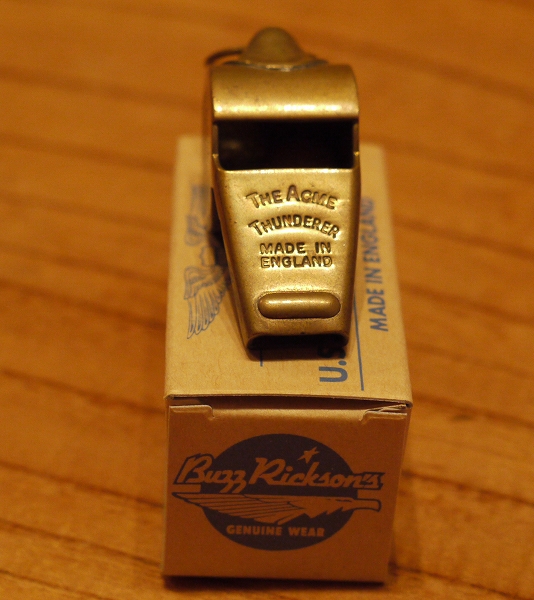 THE ACME
THUNDERER
MADE IN
ENGLAND
MADE IN ENGLAND
U.S
Buzz Rickson's
GENUINE WEAR